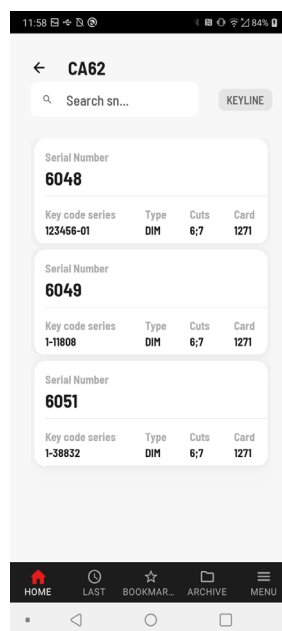 11:58 84%
CA62
Search sn...
KEYLINE
Serial Number
6048
Key code series Type Cuts Card
123456-01 DIM 6;7 1271
Serial Number
6049
Key code series Type Cuts Card
1-11808 DIM 6;7 1271
Serial Number
6051
Key code series Type Cuts Card
1-38832 DIM 6;7 1271
HOME LAST BOOKMAR... ARCHIVE MENU